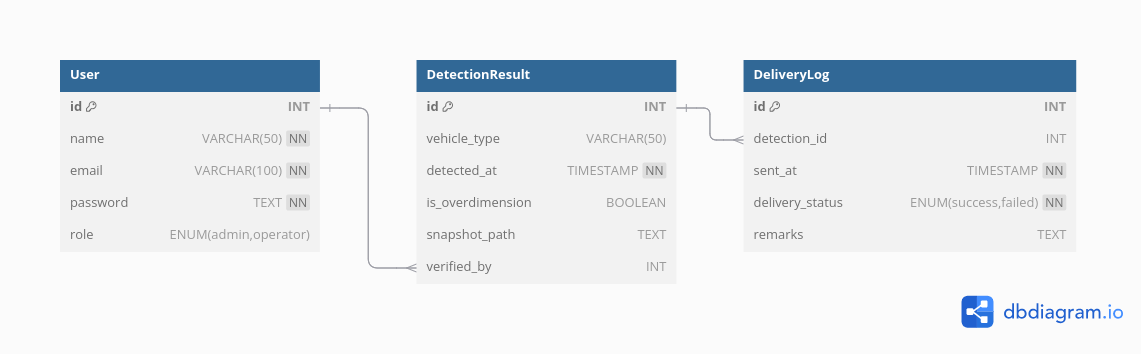 User
id INT
name VARCHAR(50) NN
email VARCHAR(100) NN
password TEXT NN
role ENUM(admin,operator)
DetectionResult
id INT
vehicle_type VARCHAR(50)
detected_at TIMESTAMP NN
is_overdimension BOOLEAN
snapshot_path TEXT
verified_by INT
DeliveryLog
id INT
detection_id INT
sent_at TIMESTAMP NN
delivery_status ENUM(success,failed) NN
remarks TEXT
dbdiagram.io